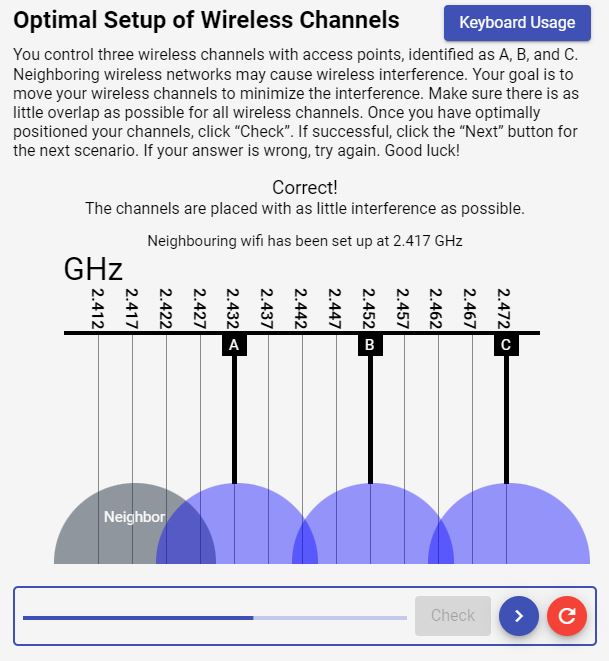 Optimal Setup of Wireless Channels
Keyboard Usage
You control three wireless channels with access points, identified as A, B, and C.
Neighboring wireless networks may cause wireless interference. Your goal is to
move your wireless channels to minimize the interference. Make sure there is as
little overlap as possible for all wireless channels. Once you have optimally
positioned your channels, click “Check”. If successful, click the “Next” button for
the next scenario. If your answer is wrong, try again. Good luck!
Correct!
The channels are placed with as little interference as possible.
Neighbouring wifi has been set up at 2.417 GHz
GHz
2.412
2.417
2.422
2.427
2.432
2.437
2.442
2.447
2.452
2.457
2.462
2.467
2.472
A
B
C
Neighbor
Check